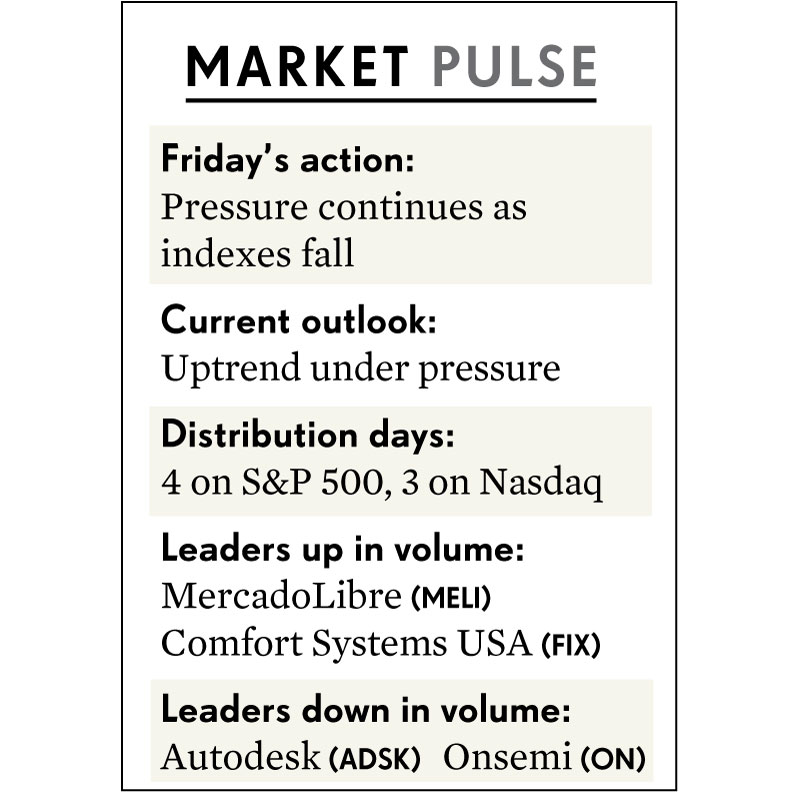 MARKET PULSE
Friday’s action:
Pressure continues as
indexes fall
Current outlook:
Uptrend under pressure
Distribution days:
4 on S&P 500, 3 on Nasdaq
Leaders up in volume:
MercadoLibre (MELI)
Comfort Systems USA (FIX)
Leaders down in volume:
Autodesk (ADSK) Onsemi (ON)